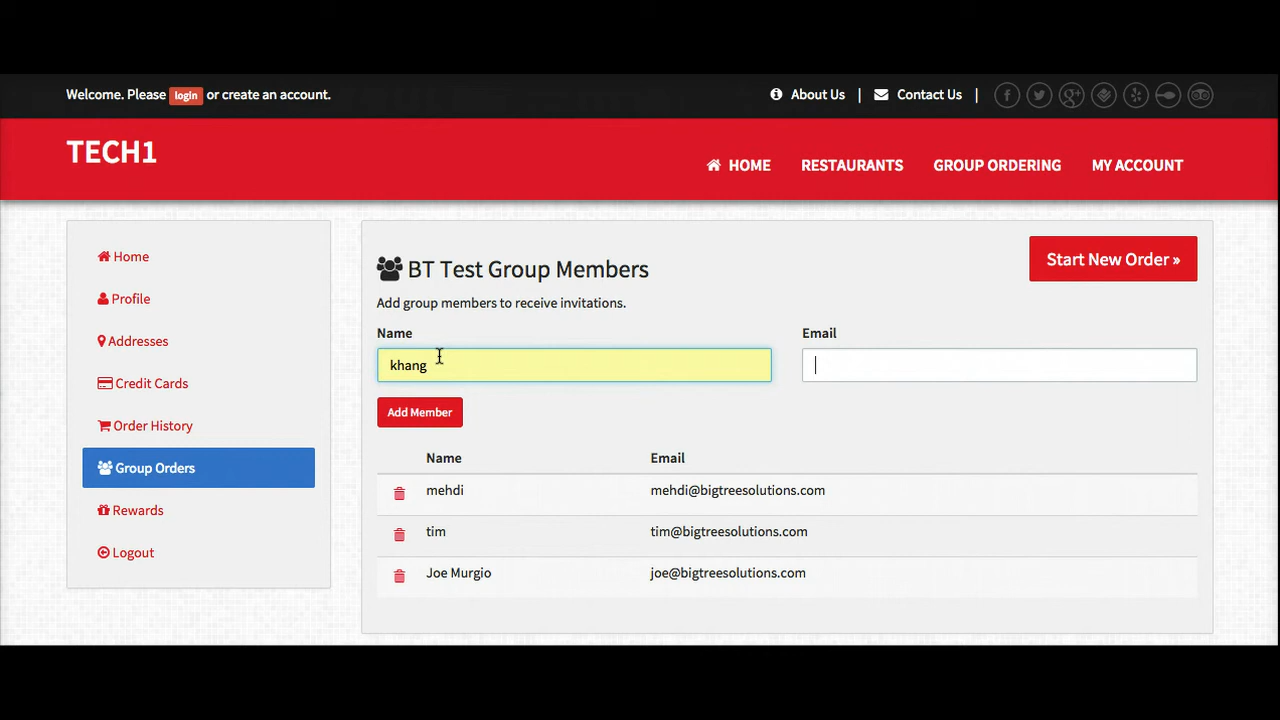 Welcome. Please login or create an account.
About Us | Contact Us |
TECH1
HOME RESTAURANTS GROUP ORDERING MY ACCOUNT
Home
Profile
Addresses
Credit Cards
Order History
Group Orders
Rewards
Logout
BT Test Group Members
Start New Order »
Add group members to receive invitations.
Name Email
khang
Add Member
Name Email
mehdi mehdi@bigtreesolutions.com
tim tim@bigtreesolutions.com
Joe Murgio joe@bigtreesolutions.com